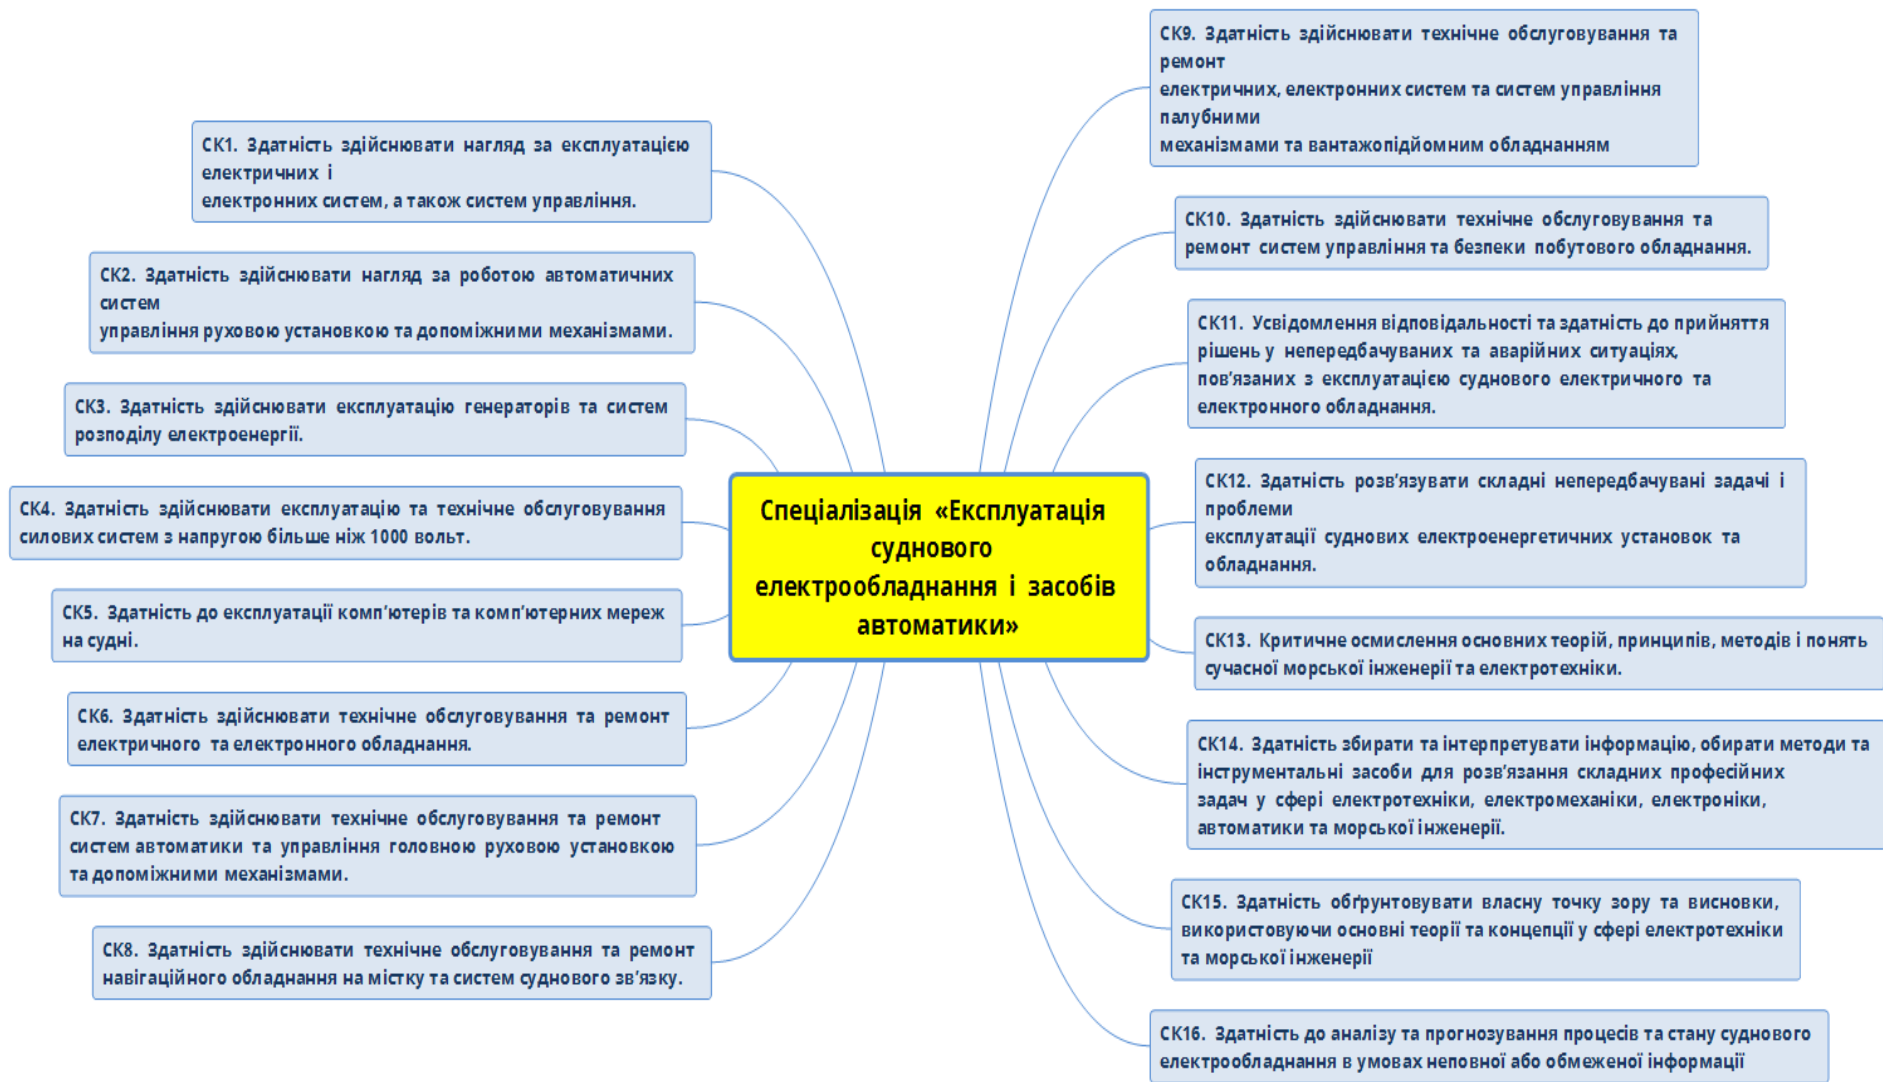 СК1. Здатність здійснювати нагляд за експлуатацією
електричних і
електронних систем, а також систем управління.
СК2. Здатність здійснювати нагляд за роботою автоматичних
систем
управління руховою установкою та допоміжними механізмами.
СК3. Здатність здійснювати експлуатацію генераторів та систем
розподілу електроенергії.
СК4. Здатність здійснювати експлуатацію та технічне обслуговування
силових систем з напругою більше ніж 1000 вольт.
СК5. Здатність до експлуатації комп’ютерів та комп’ютерних мереж
на судні.
СК6. Здатність здійснювати технічне обслуговування та ремонт
електричного та електронного обладнання.
СК7. Здатність здійснювати технічне обслуговування та ремонт
систем автоматики та управління головною руховою установкою
та допоміжними механізмами.
СК8. Здатність здійснювати технічне обслуговування та ремонт
навігаційного обладнання на містку та систем суднового зв’язку.
Спеціалізація «Експлуатація
суднового
електрообладнання і засобів
автоматики»
СК9. Здатність здійснювати технічне обслуговування та
ремонт
електричних, електронних систем та систем управління
палубними
механізмами та вантажопідйомним обладнанням
СК10. Здатність здійснювати технічне обслуговування та
ремонт систем управління та безпеки побутового обладнання.
СК11. Усвідомлення відповідальності та здатність до прийняття
рішень у непередбачуваних та аварійних ситуаціях,
пов’язаних з експлуатацією суднового електричного та
електронного обладнання.
СК12. Здатність розв’язувати складні непередбачувані задачі і
проблеми
експлуатації суднових електроенергетичних установок та
обладнання.
СК13. Критичне осмислення основних теорій, принципів, методів і понять
сучасної морської інженерії та електротехніки.
СК14. Здатність збирати та інтерпретувати інформацію, обирати методи та
інструментальні засоби для розв’язання складних професійних
задач у сфері електротехніки, електромеханіки, електроніки,
автоматики та морської інженерії.
СК15. Здатність обґрунтовувати власну точку зору та висновки,
використовуючи основні теорії та концепції у сфері електротехніки
та морської інженерії
СК16. Здатність до аналізу та прогнозування процесів та стану суднового
електрообладнання в умовах неповної або обмеженої інформації